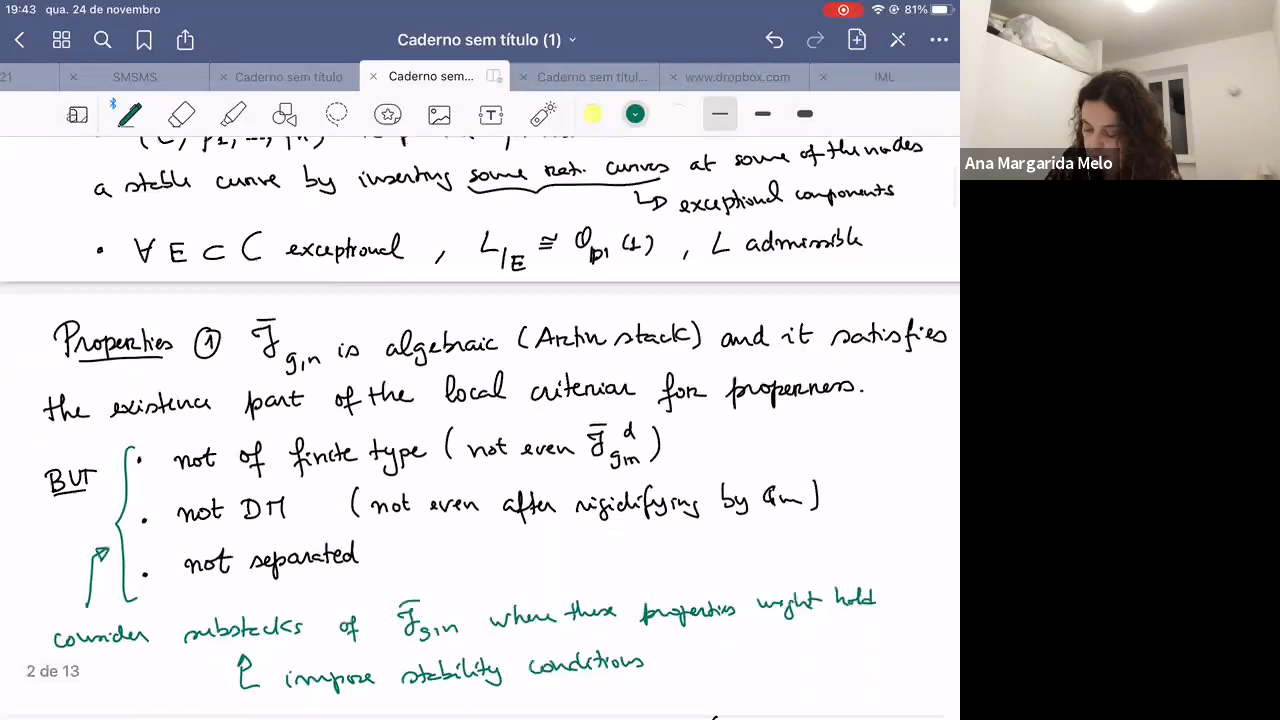 19:43 qua. 24 de novembro
81%
Caderno sem título (1)
21
SMSMS
Caderno sem título
Caderno sem...
Caderno sem títul...
www.dropbox.com
IML
Ana Margarida Melo
a stable curve by inserting some rat. curves at some of the nodes
↳ exceptional components
• ∀ E ⊂ C exceptional, L/E ≅ O_{P1}(1), L admissible
Properties ① J̄_{g,n} is algebraic (Artin stack) and it satisfies
the existence part of the local criterion for properness.
BUT
• not of finite type (not even J̄^d_{g,n})
• not DM (not even after rigidifying by Gm)
• not separated
consider substacks of J̄_{g,n} where these properties might hold
2 de 13
impose stability conditions